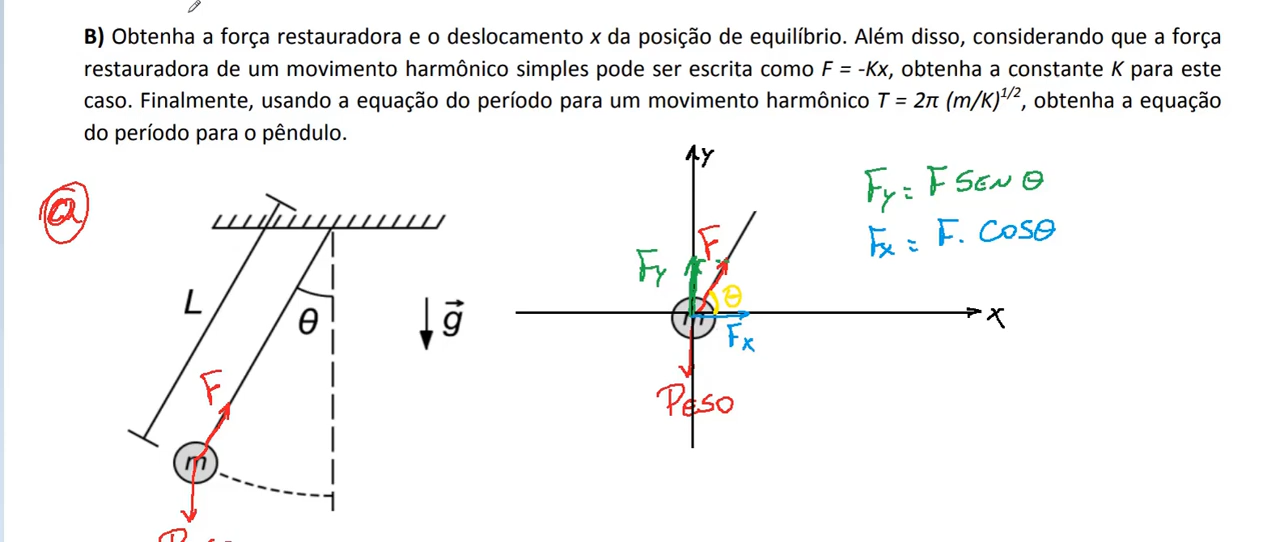 B) Obtenha a força restauradora e o deslocamento x da posição de equilíbrio. Além disso, considerando que a força
restauradora de um movimento harmônico simples pode ser escrita como F = -Kx, obtenha a constante K para este
caso. Finalmente, usando a equação do período para um movimento harmônico T = 2π (m/K)^1/2, obtenha a equação
do período para o pêndulo.
a
L
θ
g
F
m
Y
F
Fy
θ
m
Fx
X
PESO
Fy = F SEN θ
Fx = F. COSθ